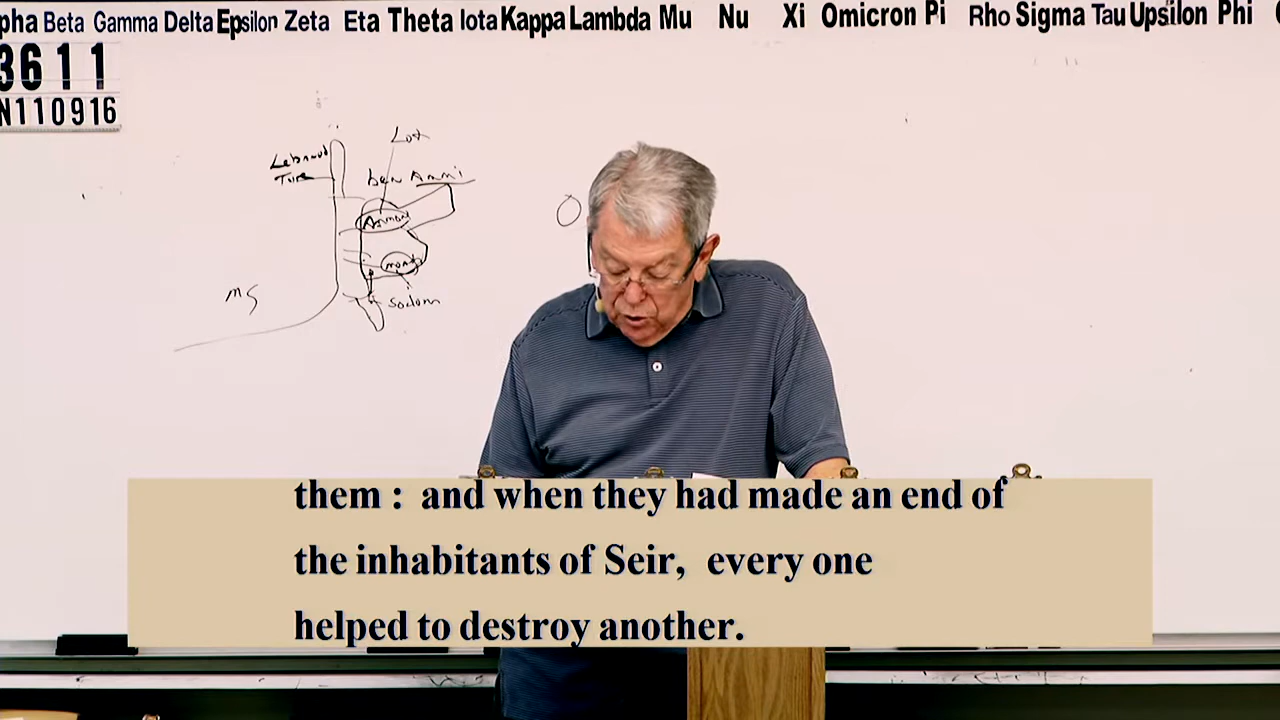 pha Beta Gamma Delta Epsilon Zeta Eta Theta Iota Kappa Lambda Mu Nu Xi Omicron Pi Rho Sigma Tau Upsilon Phi
3611
N110916
Lot
ben Ammi
Ammon
Moab
Sodom
MS
them : and when they had made an end of
the inhabitants of Seir, every one
helped to destroy another.